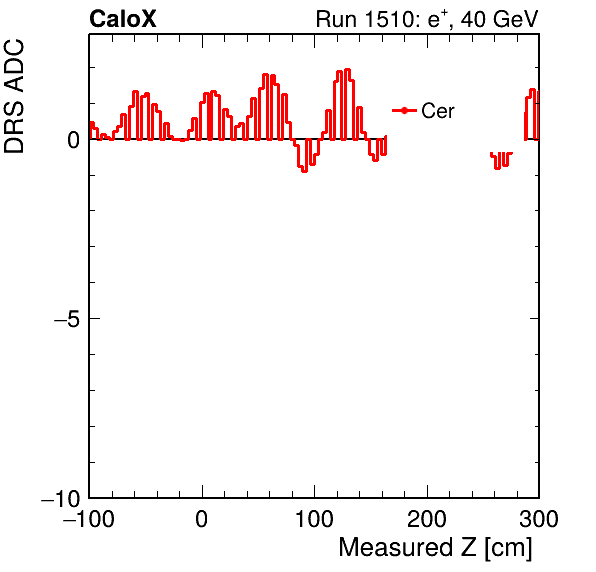 CaloX Run 1510: e⁺, 40 GeV
DRS ADC
Cer
0
−5
−10
−100 0 100 200 300
Measured Z [cm]